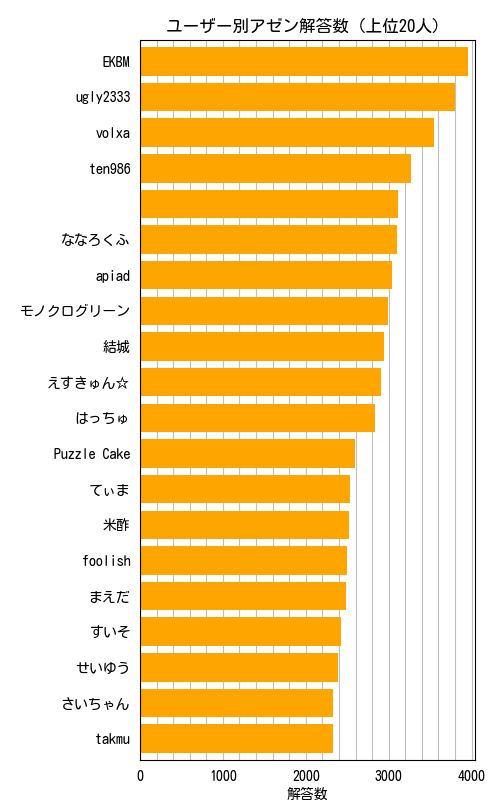 ユーザー別アゼン解答数 (上位20人)
EKBM
ugly2333
volxa
ten986
ななろくふ
apiad
モノクログリーン
結城
えすきゅん☆
はっちゅ
Puzzle Cake
てぃま
米酢
foolish
まえだ
すいそ
せいゆう
さいちゃん
takmu
0 1000 2000 3000 4000
解答数